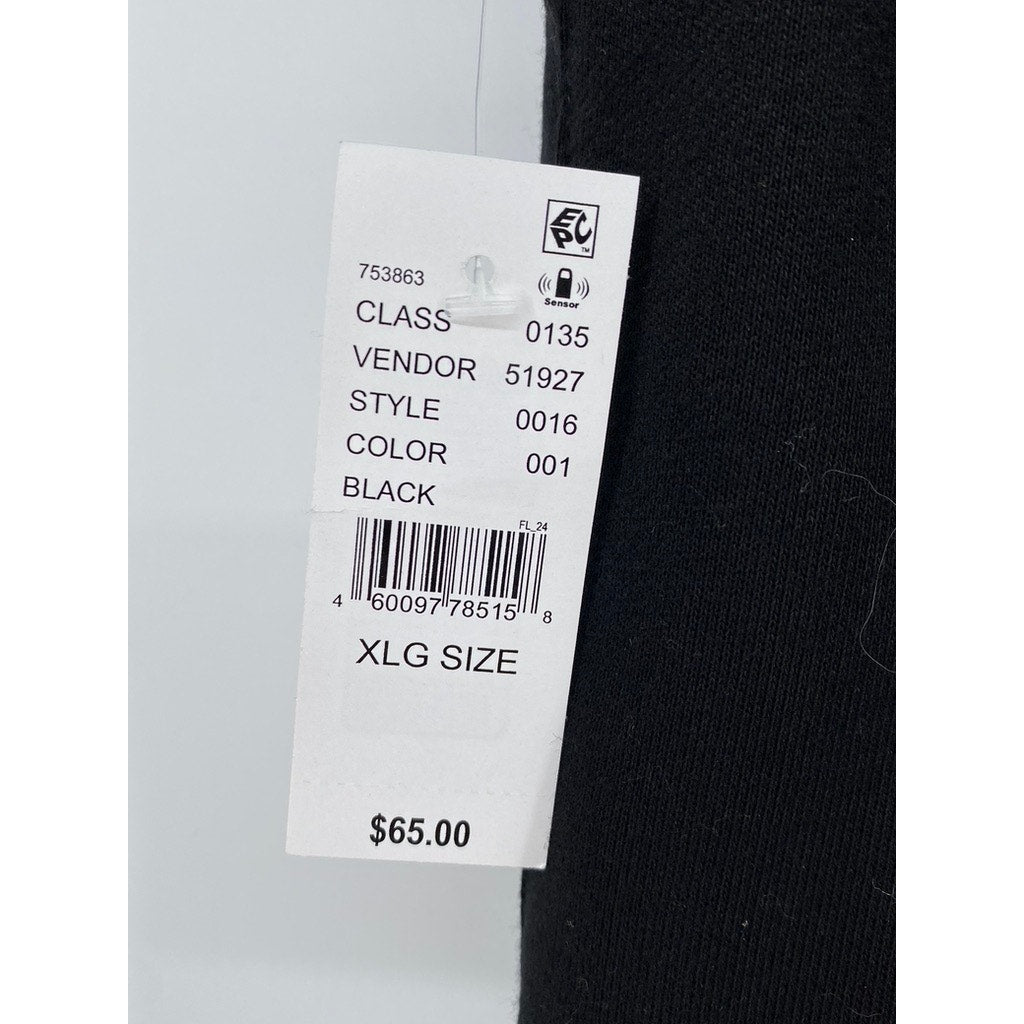 EPC™
753863
Sensor
CLASS 0135
VENDOR 51927
STYLE 0016
COLOR 001
BLACK
FL_24
4 60097 78515 8
XLG SIZE
$65.00